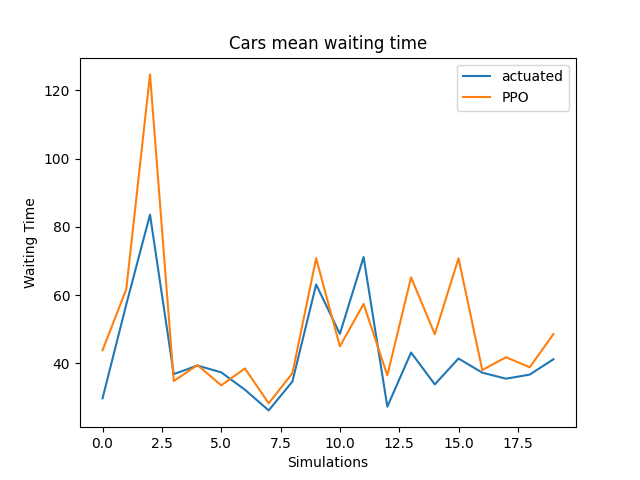 Cars mean waiting time
actuated
PPO
120
100
80
60
40
Waiting Time
0.0 2.5 5.0 7.5 10.0 12.5 15.0 17.5
Simulations